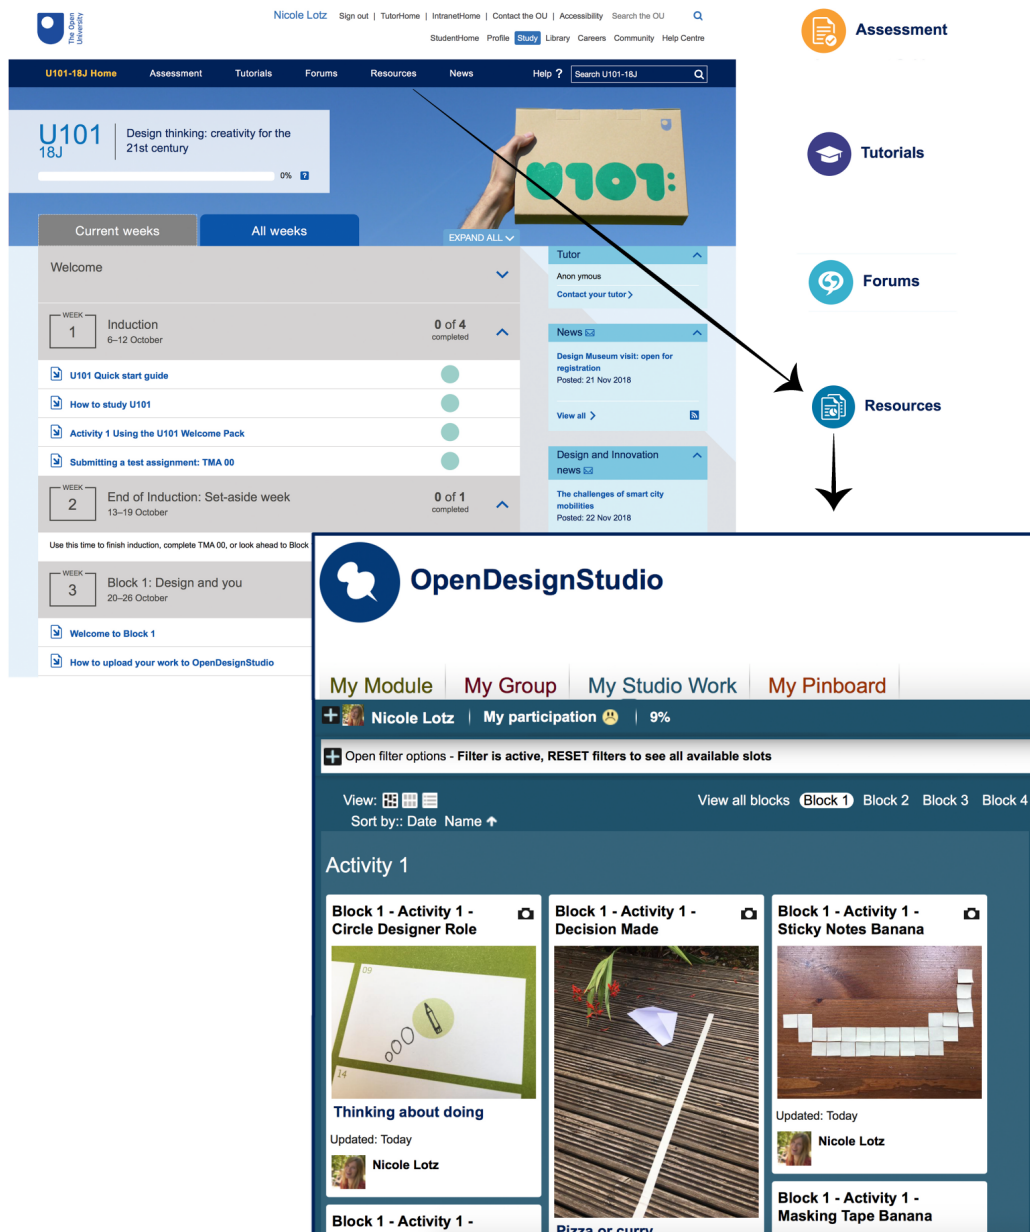 The Open
University
Nicole Lotz Sign out | TutorHome | IntranetHome | Contact the OU | Accessibility Search the OU
StudentHome Profile Study Library Careers Community Help Centre
U101-18J Home Assessment Tutorials Forums Resources News Help ? Search U101-18J
U101
18J
Design thinking: creativity for the
21st century
0% ?
U101:
Current weeks All weeks
EXPAND ALL
Welcome
WEEK
1
Induction
6–12 October
0 of 4
completed
U101 Quick start guide
How to study U101
Activity 1 Using the U101 Welcome Pack
Submitting a test assignment: TMA 00
WEEK
2
End of Induction: Set-aside week
13–19 October
0 of 1
completed
Use this time to finish induction, complete TMA 00, or look ahead to Block
WEEK
3
Block 1: Design and you
20–26 October
Welcome to Block 1
How to upload your work to OpenDesignStudio
Tutor
Anon ymous
Contact your tutor
News
Design Museum visit: open for
registration
Posted: 21 Nov 2018
View all
Design and Innovation
news
The challenges of smart city
mobilities
Posted: 22 Nov 2018
Assessment
Tutorials
Forums
Resources
OpenDesignStudio
My Module My Group My Studio Work My Pinboard
Nicole Lotz | My participation | 9%
Open filter options - Filter is active, RESET filters to see all available slots
View: View all blocks Block 1 Block 2 Block 3 Block 4
Sort by:: Date Name
Activity 1
Block 1 - Activity 1 -
Circle Designer Role
09
14
Thinking about doing
Updated: Today
Nicole Lotz
Block 1 - Activity 1 -
Block 1 - Activity 1 -
Decision Made
Pizza or curry
Block 1 - Activity 1 -
Sticky Notes Banana
Updated: Today
Nicole Lotz
Block 1 - Activity 1 -
Masking Tape Banana